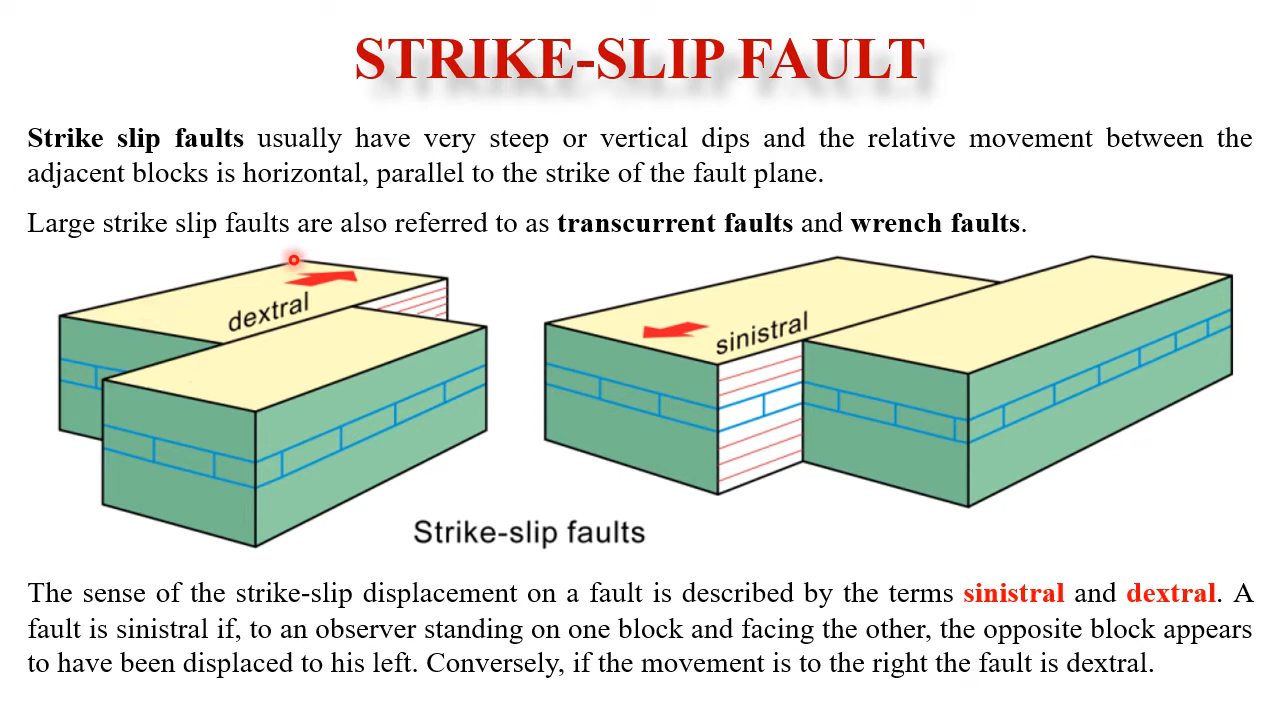 STRIKE-SLIP FAULT
Strike slip faults usually have very steep or vertical dips and the relative movement between the
adjacent blocks is horizontal, parallel to the strike of the fault plane.
Large strike slip faults are also referred to as transcurrent faults and wrench faults.
dextral
sinistral
Strike-slip faults
The sense of the strike-slip displacement on a fault is described by the terms sinistral and dextral. A
fault is sinistral if, to an observer standing on one block and facing the other, the opposite block appears
to have been displaced to his left. Conversely, if the movement is to the right the fault is dextral.